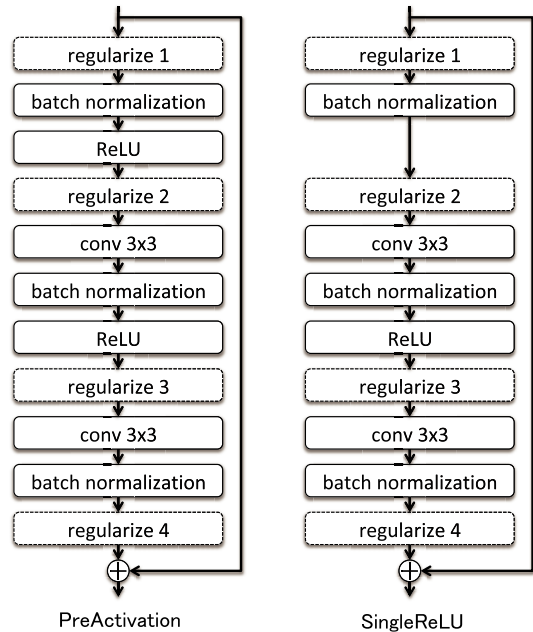 regularize 1
batch normalization
ReLU
regularize 2
conv 3x3
batch normalization
ReLU
regularize 3
conv 3x3
batch normalization
regularize 4
PreActivation
regularize 1
batch normalization
regularize 2
conv 3x3
batch normalization
ReLU
regularize 3
conv 3x3
batch normalization
regularize 4
SingleReLU